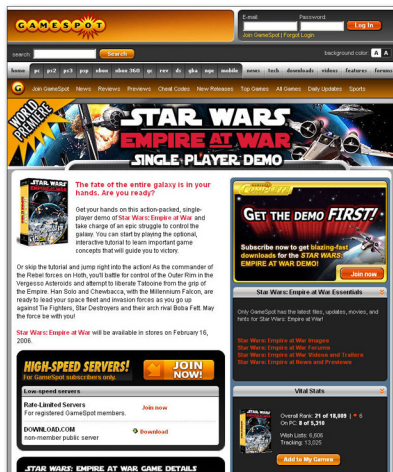 GAMESPOT
E-mail Password
Log In
Join GameSpot | Forgot Login
search: Search background color: A A
home pc ps2 ps3 psp xbox xbox 360 gc rev ds gba nge mobile news tech downloads videos features forums
G Join GameSpot News Reviews Previews Cheat Codes New Releases Top Games All Games Daily Updates Sports
WORLD PREMIERE
STAR WARS
EMPIRE AT WAR
SINGLE PLAYER DEMO
The fate of the entire galaxy is in your
hands. Are you ready?
Get your hands on this action-packed, single-
player demo of Star Wars: Empire at War and
take charge of an epic struggle to control the
galaxy. You can start by playing the optional,
interactive tutorial to learn important game
concepts that will guide you to victory.
Or skip the tutorial and jump right into the action! As the commander of
the Rebel forces on Hoth, you'll battle for control of the Outer Rim in the
Vergesso Asteroids and attempt to liberate Tatooine from the grip of
the Empire. Han Solo and Chewbacca, with the Millennium Falcon, are
ready to lead your space fleet and invasion forces as you go up
against Tie Fighters, Star Destroyers and their arch rival Boba Fett. May
the force be with you!
Star Wars: Empire at War will be available in stores on February 16,
2006.
HIGH-SPEED SERVERS!
For GameSpot subscribers only.
JOIN
NOW!
Low-speed servers
Rate-Limited Servers
For registered GameSpot members.
Join now
DOWNLOAD.COM
non-member public server
Download
STAR WARS: EMPIRE AT WAR GAME DETAILS
GET THE DEMO FIRST!
Subscribe now to get blazing-fast
downloads for the STAR WARS:
EMPIRE AT WAR DEMO!
Join now
Star Wars: Empire at War Essentials
Only GameSpot has the latest files, updates, movies, and
hints for Star Wars: Empire at War!
Star Wars: Empire at War Images
Star Wars: Empire at War Forums
Star Wars: Empire at War Videos and Trailers
Star Wars: Empire at War News and Previews
Vital Stats
Overall Rank: 21 of 18,089 | 6
On PC: 8 of 5,310
Wish Lists: 6,606
Tracking: 13,025
Add to My Games